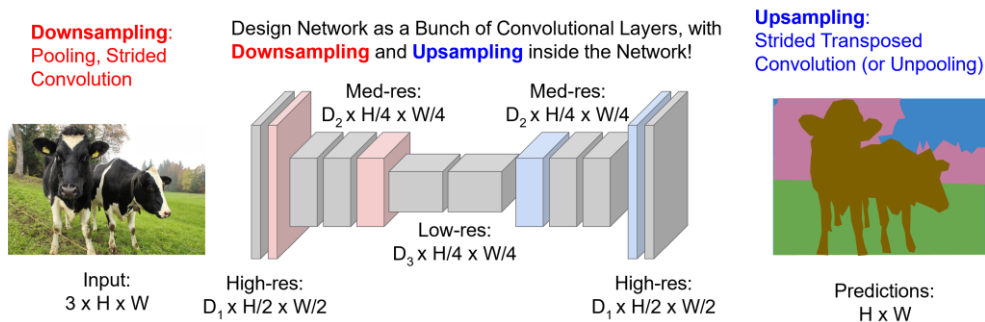 Downsampling:
Pooling, Strided
Convolution
Design Network as a Bunch of Convolutional Layers, with
Downsampling and Upsampling inside the Network!
Upsampling:
Strided Transposed
Convolution (or Unpooling)
Med-res:
D₂ x H/4 x W/4
Med-res:
D₂ x H/4 x W/4
Low-res:
D₃ x H/4 x W/4
Input:
3 x H x W
High-res:
D₁ x H/2 x W/2
High-res:
D₁ x H/2 x W/2
Predictions:
H x W